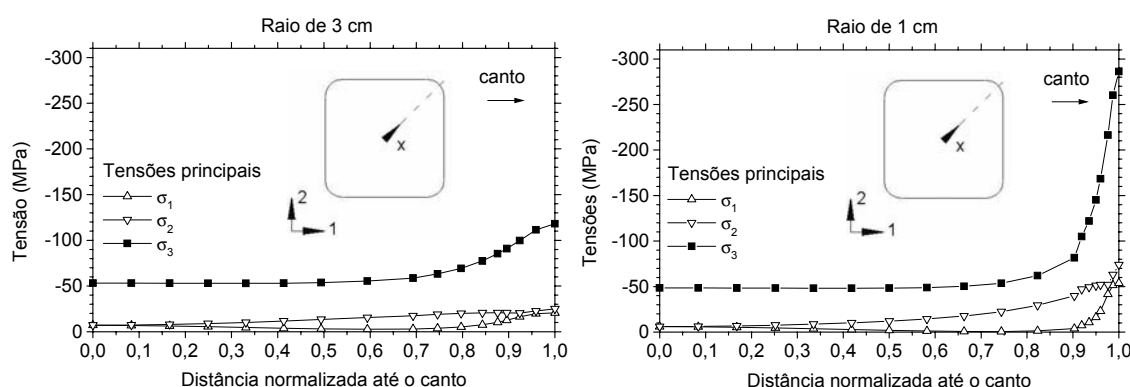 Raio de 3 cm
-300
-250
-200
-150
-100
-50
0
Tensão (MPa)
canto
x
Tensões principais
σ1
σ2
σ3
2
1
0,0 0,1 0,2 0,3 0,4 0,5 0,6 0,7 0,8 0,9 1,0
Distância normalizada até o canto
Raio de 1 cm
-300
-250
-200
-150
-100
-50
0
Tensões (MPa)
canto
x
Tensões principais
σ1
σ2
σ3
2
1
0,0 0,1 0,2 0,3 0,4 0,5 0,6 0,7 0,8 0,9 1,0
Distância normalizada até o canto